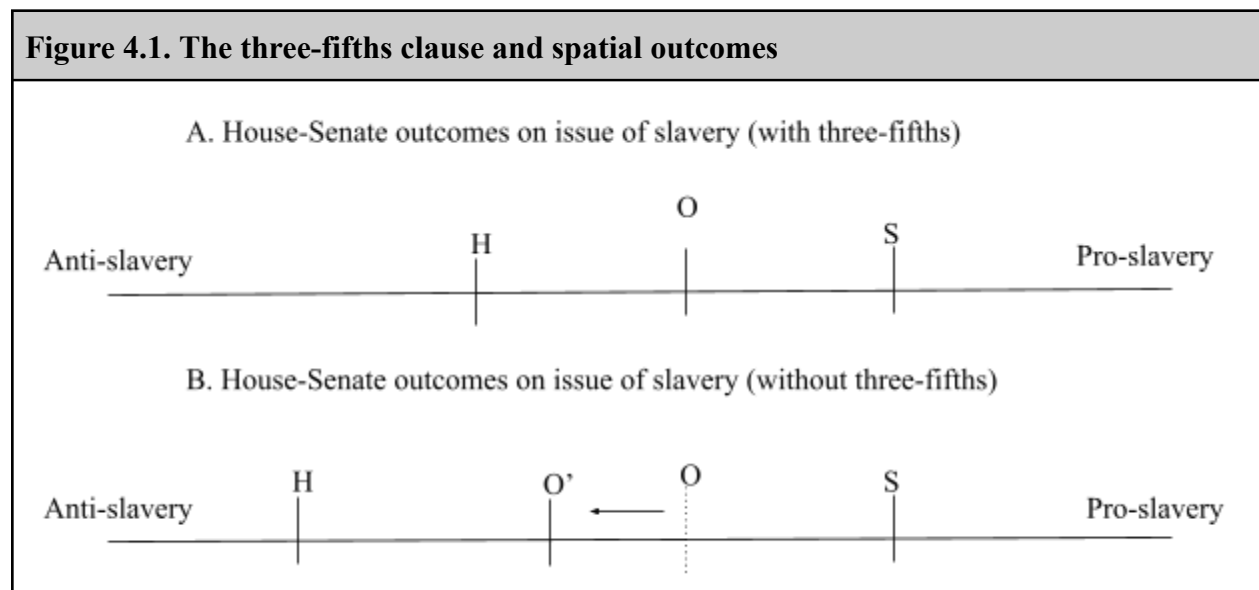 Figure 4.1. The three-fifths clause and spatial outcomes
A. House-Senate outcomes on issue of slavery (with three-fifths)
O
H
S
Anti-slavery
Pro-slavery
B. House-Senate outcomes on issue of slavery (without three-fifths)
H
O’
O
S
Anti-slavery
Pro-slavery